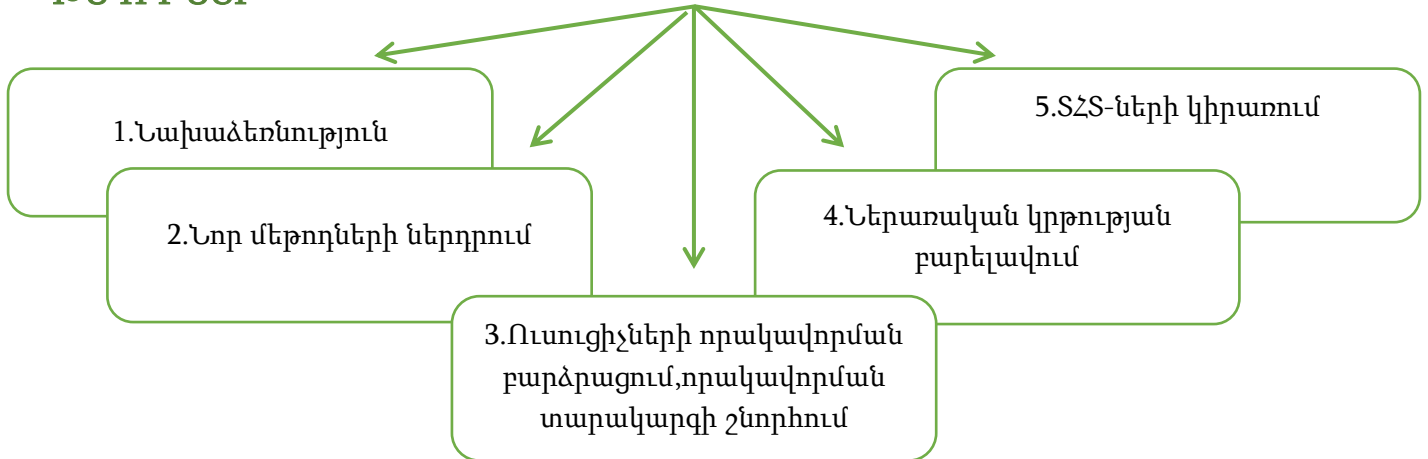 1.Նախաձեռնություն
2.Նոր մեթոդների ներդրում
3.Ուսուցիչների որակավորման
բարձրացում,որակավորման
տարակարգի շնորհում
4.Ներառական կրթության
բարելավում
5.ՏՀՏ-ների կիրառում